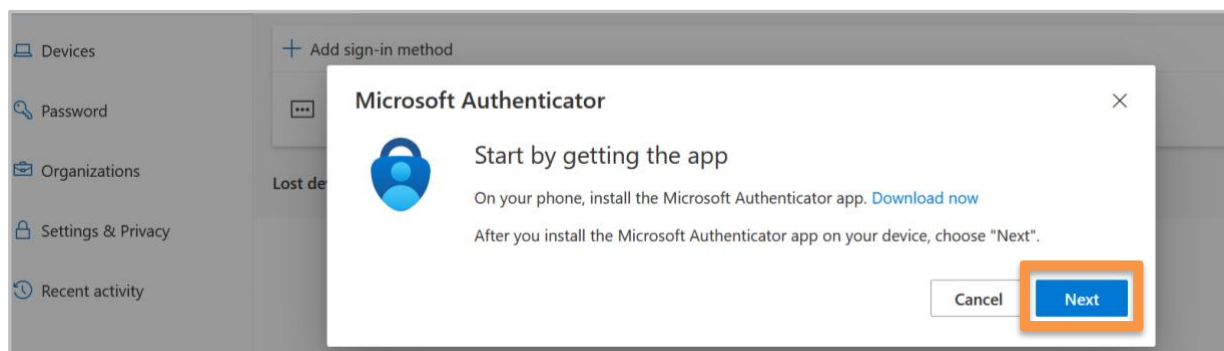 Devices
Password
Organizations
Settings & Privacy
Recent activity
Add sign-in method
Lost de
Microsoft Authenticator
Start by getting the app
On your phone, install the Microsoft Authenticator app. Download now
After you install the Microsoft Authenticator app on your device, choose "Next".
Cancel
Next